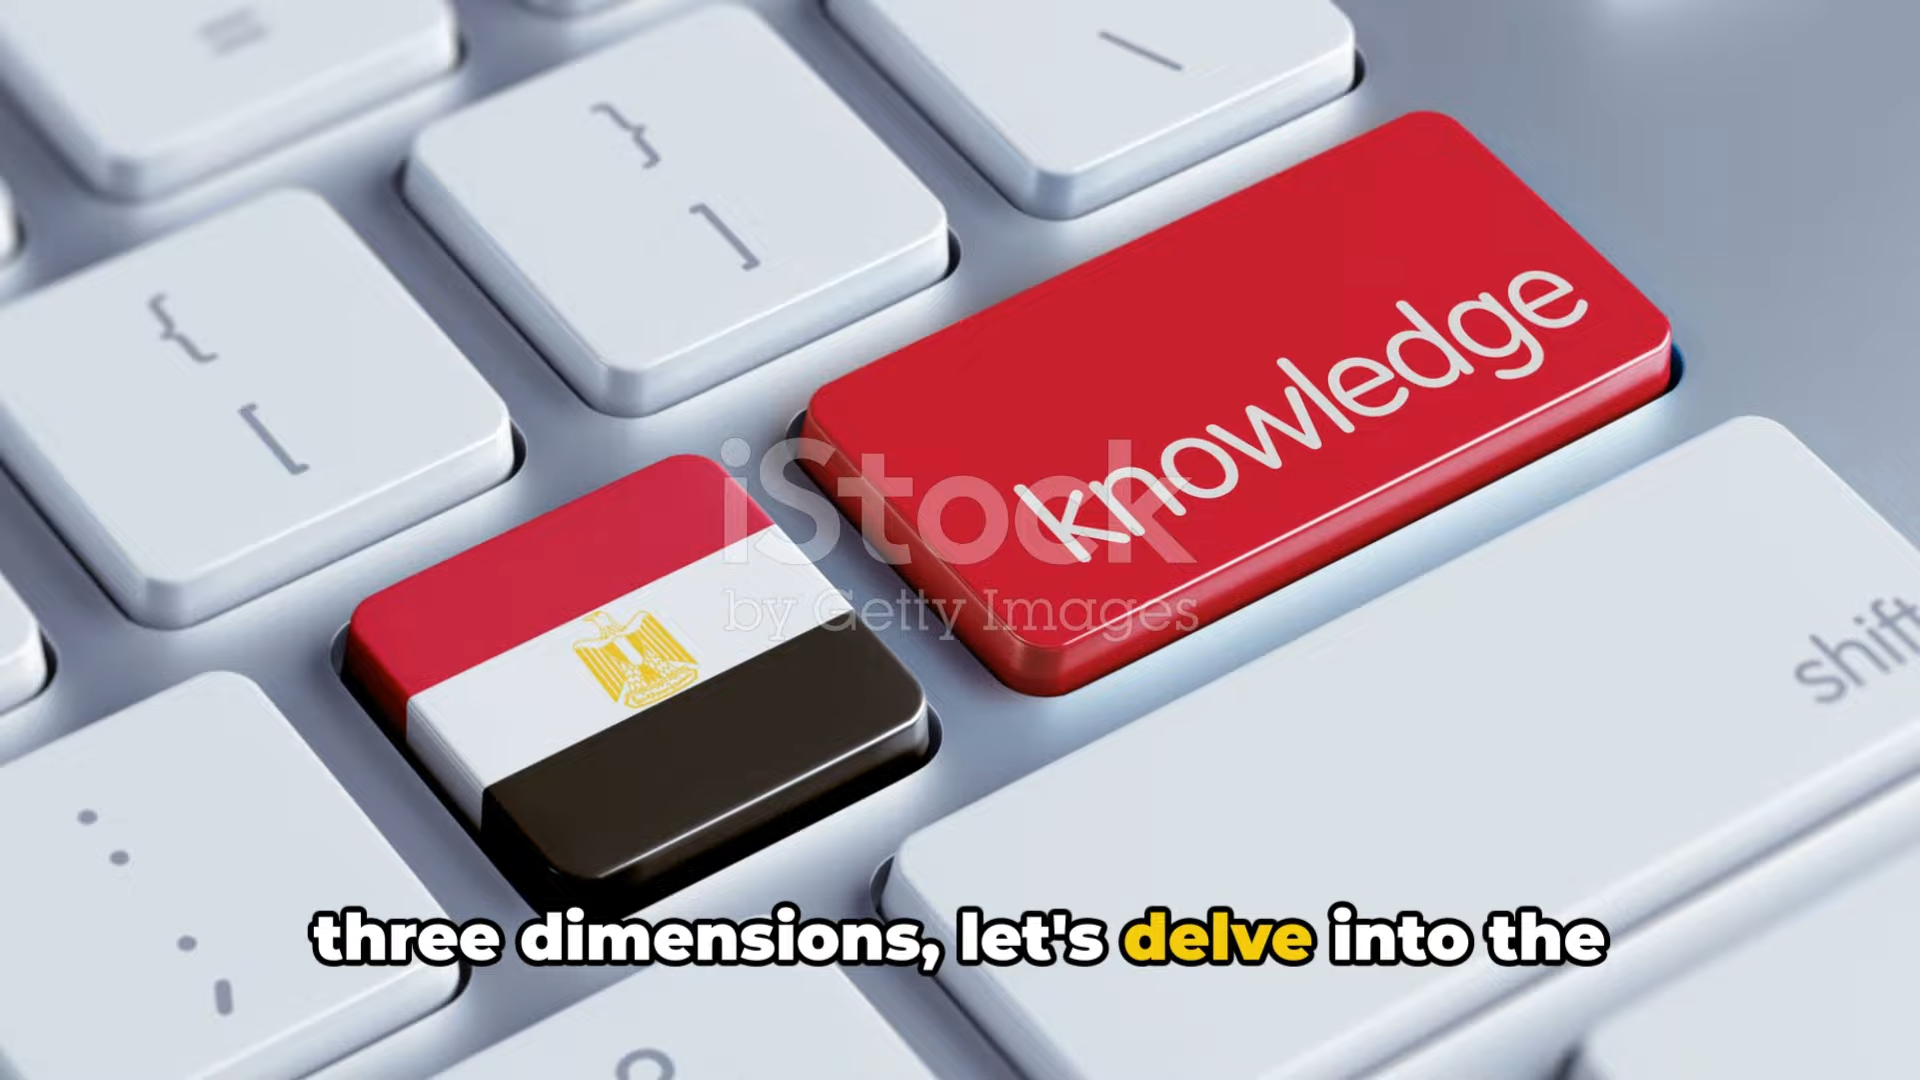 =
}
]
\
{
[
knowledge
iStock
by Getty Images
shift
:
;
three dimensions, let's delve into the